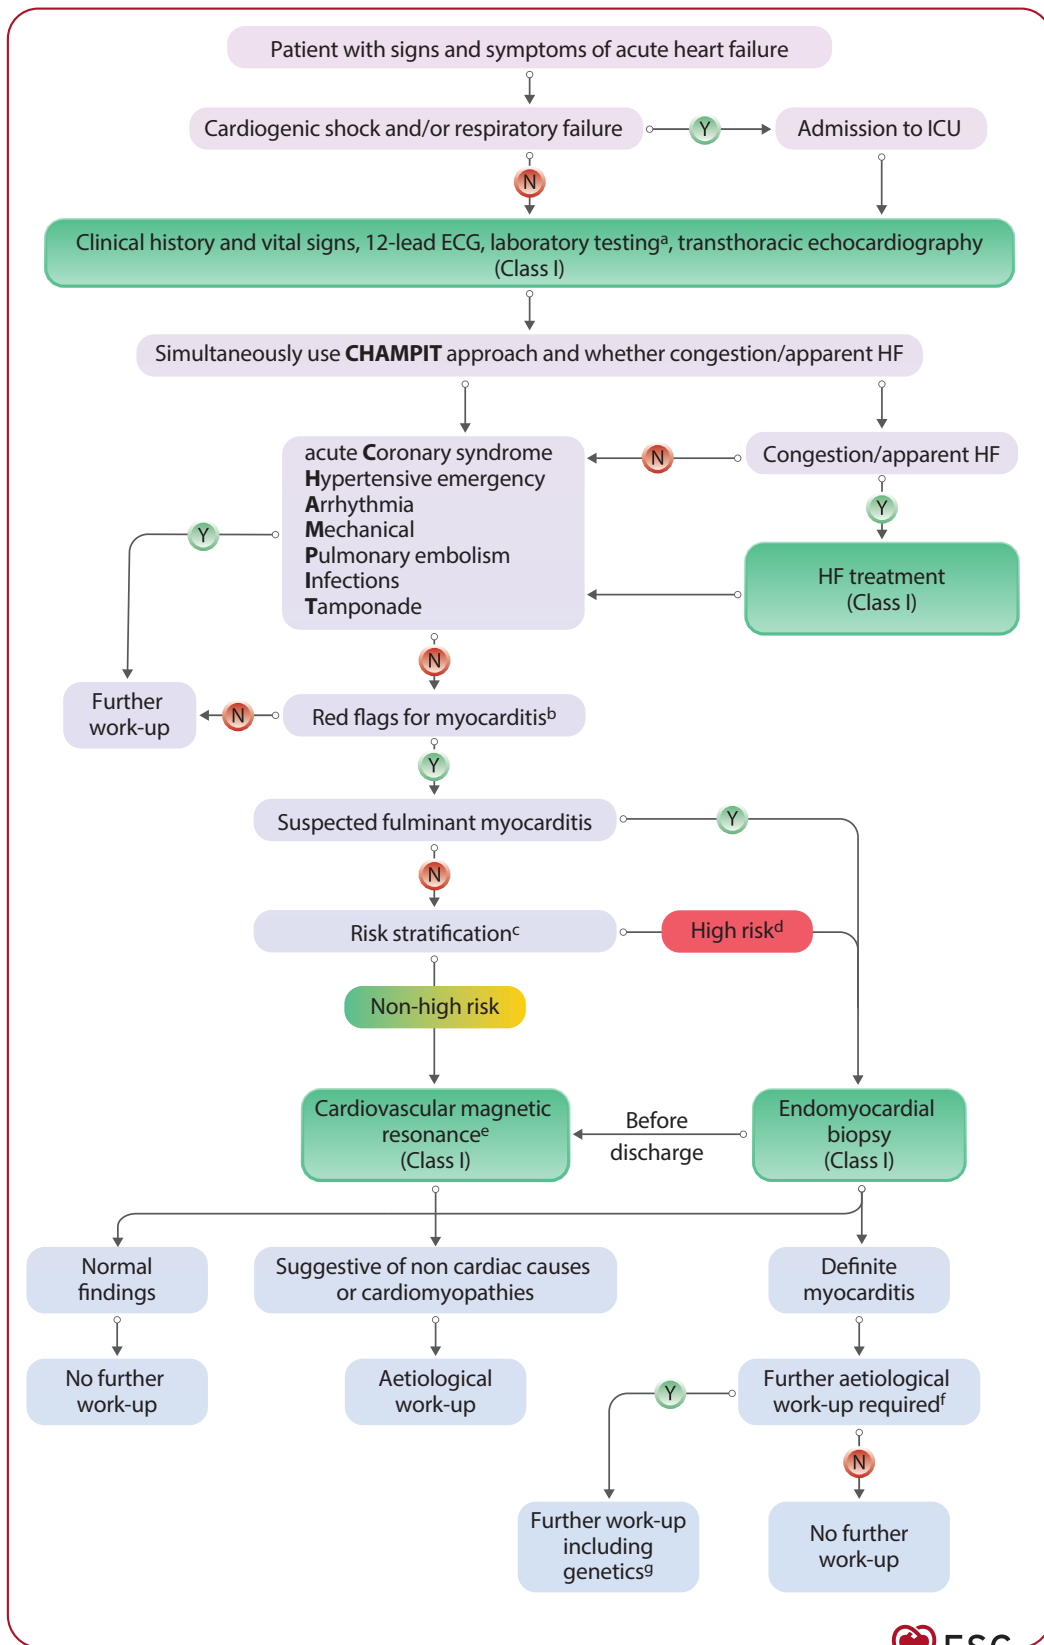 Patient with signs and symptoms of acute heart failure
Cardiogenic shock and/or respiratory failure
Y
Admission to ICU
N
Clinical history and vital signs, 12-lead ECG, laboratory testingᵃ, transthoracic echocardiography
(Class I)
Simultaneously use CHAMPIT approach and whether congestion/apparent HF
acute Coronary syndrome
Hypertensive emergency
Arrhythmia
Mechanical
Pulmonary embolism
Infections
Tamponade
N
Congestion/apparent HF
Y
Y
HF treatment
(Class I)
N
Further
work-up
N
Red flags for myocarditisᵇ
Y
Suspected fulminant myocarditis
Y
N
Risk stratificationᶜ
High riskᵈ
Non-high risk
Cardiovascular magnetic
resonanceᵉ
(Class I)
Before
discharge
Endomyocardial
biopsy
(Class I)
Normal
findings
Suggestive of non cardiac causes
or cardiomyopathies
Definite
myocarditis
No further
work-up
Aetiological
work-up
Y
Further aetiological
work-up requiredᶠ
N
Further work-up
including
geneticsᵍ
No further
work-up
ESC